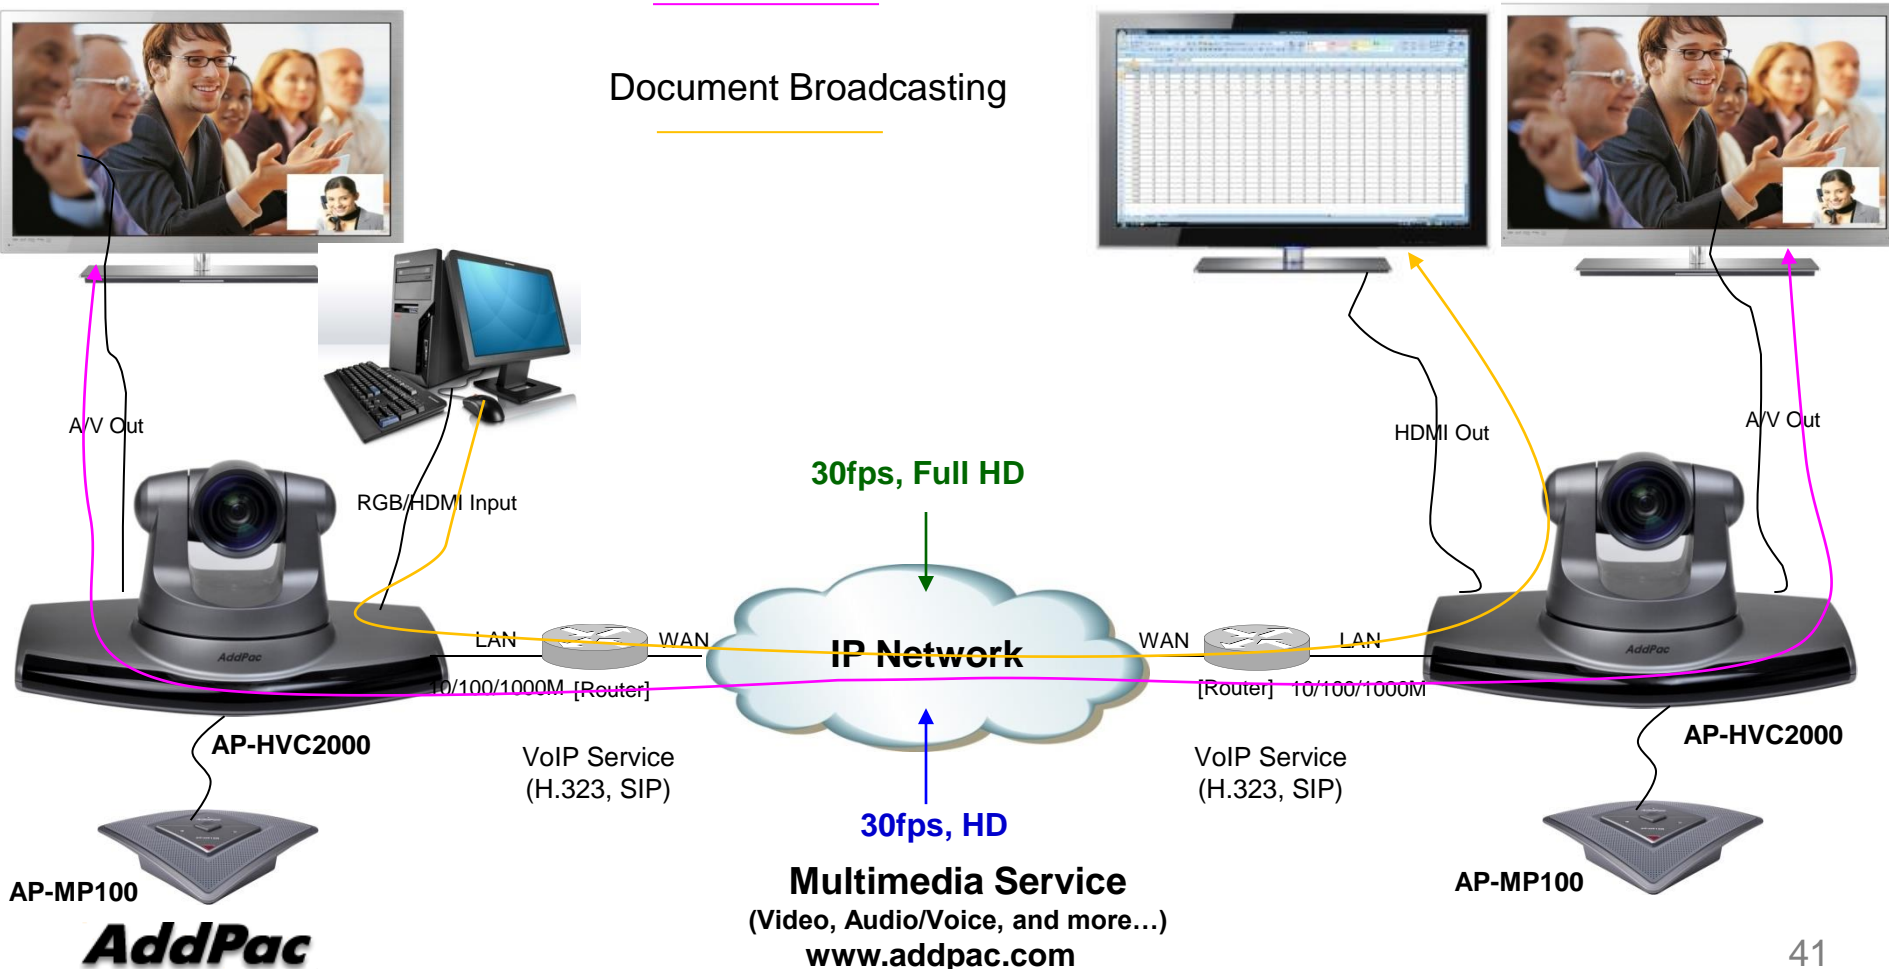 Document Broadcasting
A/V Out
RGB/HDMI Input
HDMI Out
A/V Out
30fps, Full HD
IP Network
LAN
WAN
WAN
LAN
10/100/1000M
[Router]
[Router]
10/100/1000M
AddPac
AddPac
AP-HVC2000
AP-HVC2000
VoIP Service
(H.323, SIP)
VoIP Service
(H.323, SIP)
30fps, HD
AP-MP100
AP-MP100
Multimedia Service
(Video, Audio/Voice, and more…)
www.addpac.com
AddPac
41